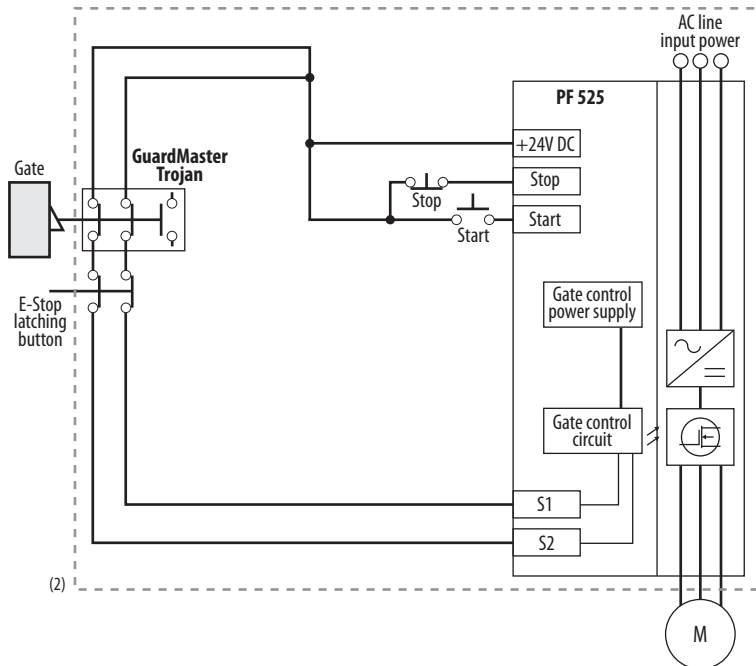 AC line
input power
PF 525
GuardMaster
Trojan
Gate
+24V DC
Stop
Stop
Start
Start
Gate control
power supply
E-Stop
latching
button
Gate control
circuit
S1
S2
(2)
M